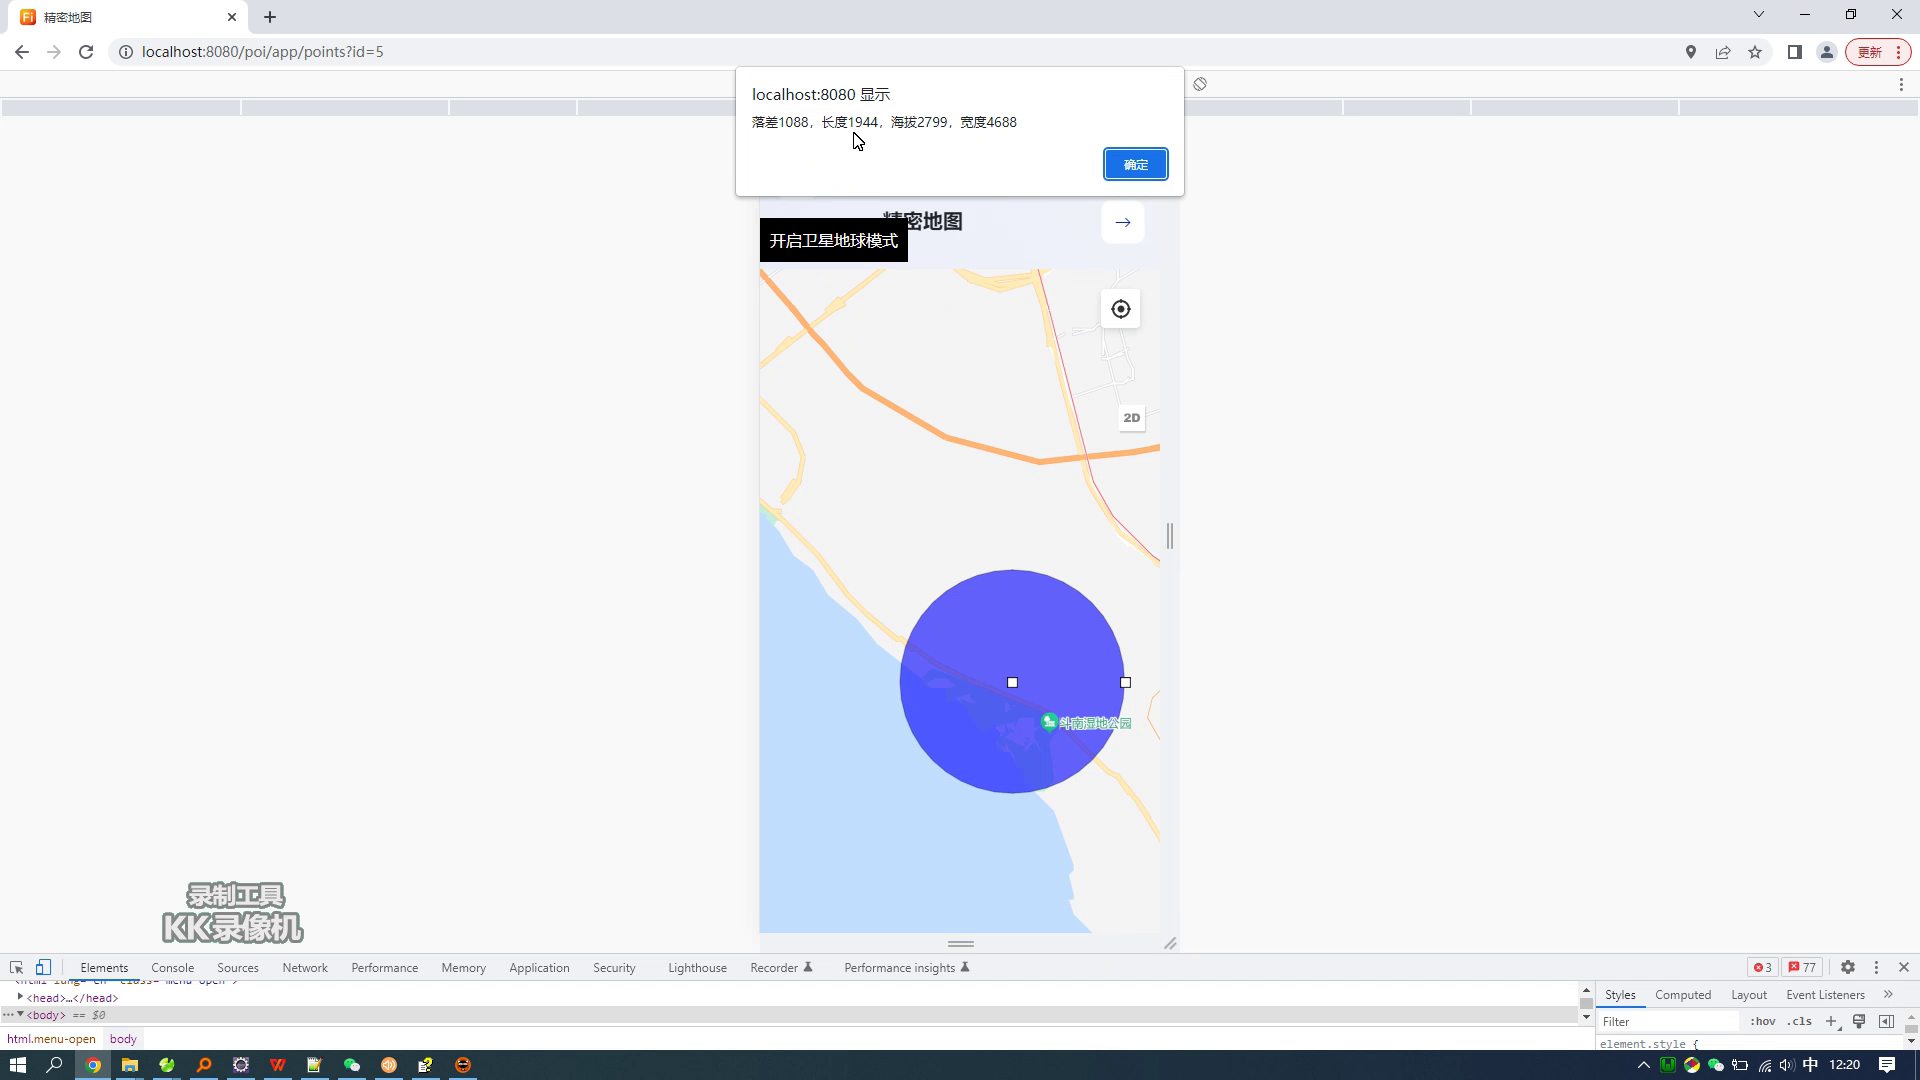 精密地图
localhost:8080/poi/app/points?id=5
更新
localhost:8080 显示
落差1088，长度1944，海拔2799，宽度4688
确定
精密地图
开启卫星地球模式
2D
斗南湿地公园
录制工具
KK录像机
Elements
Console
Sources
Network
Performance
Memory
Application
Security
Lighthouse
Recorder
Performance insights
3
77
<head>…</head>
<body> == $0
html.menu-open
body
Styles
Computed
Layout
Event Listeners
Filter
:hov
.cls
element.style {
中
12:20